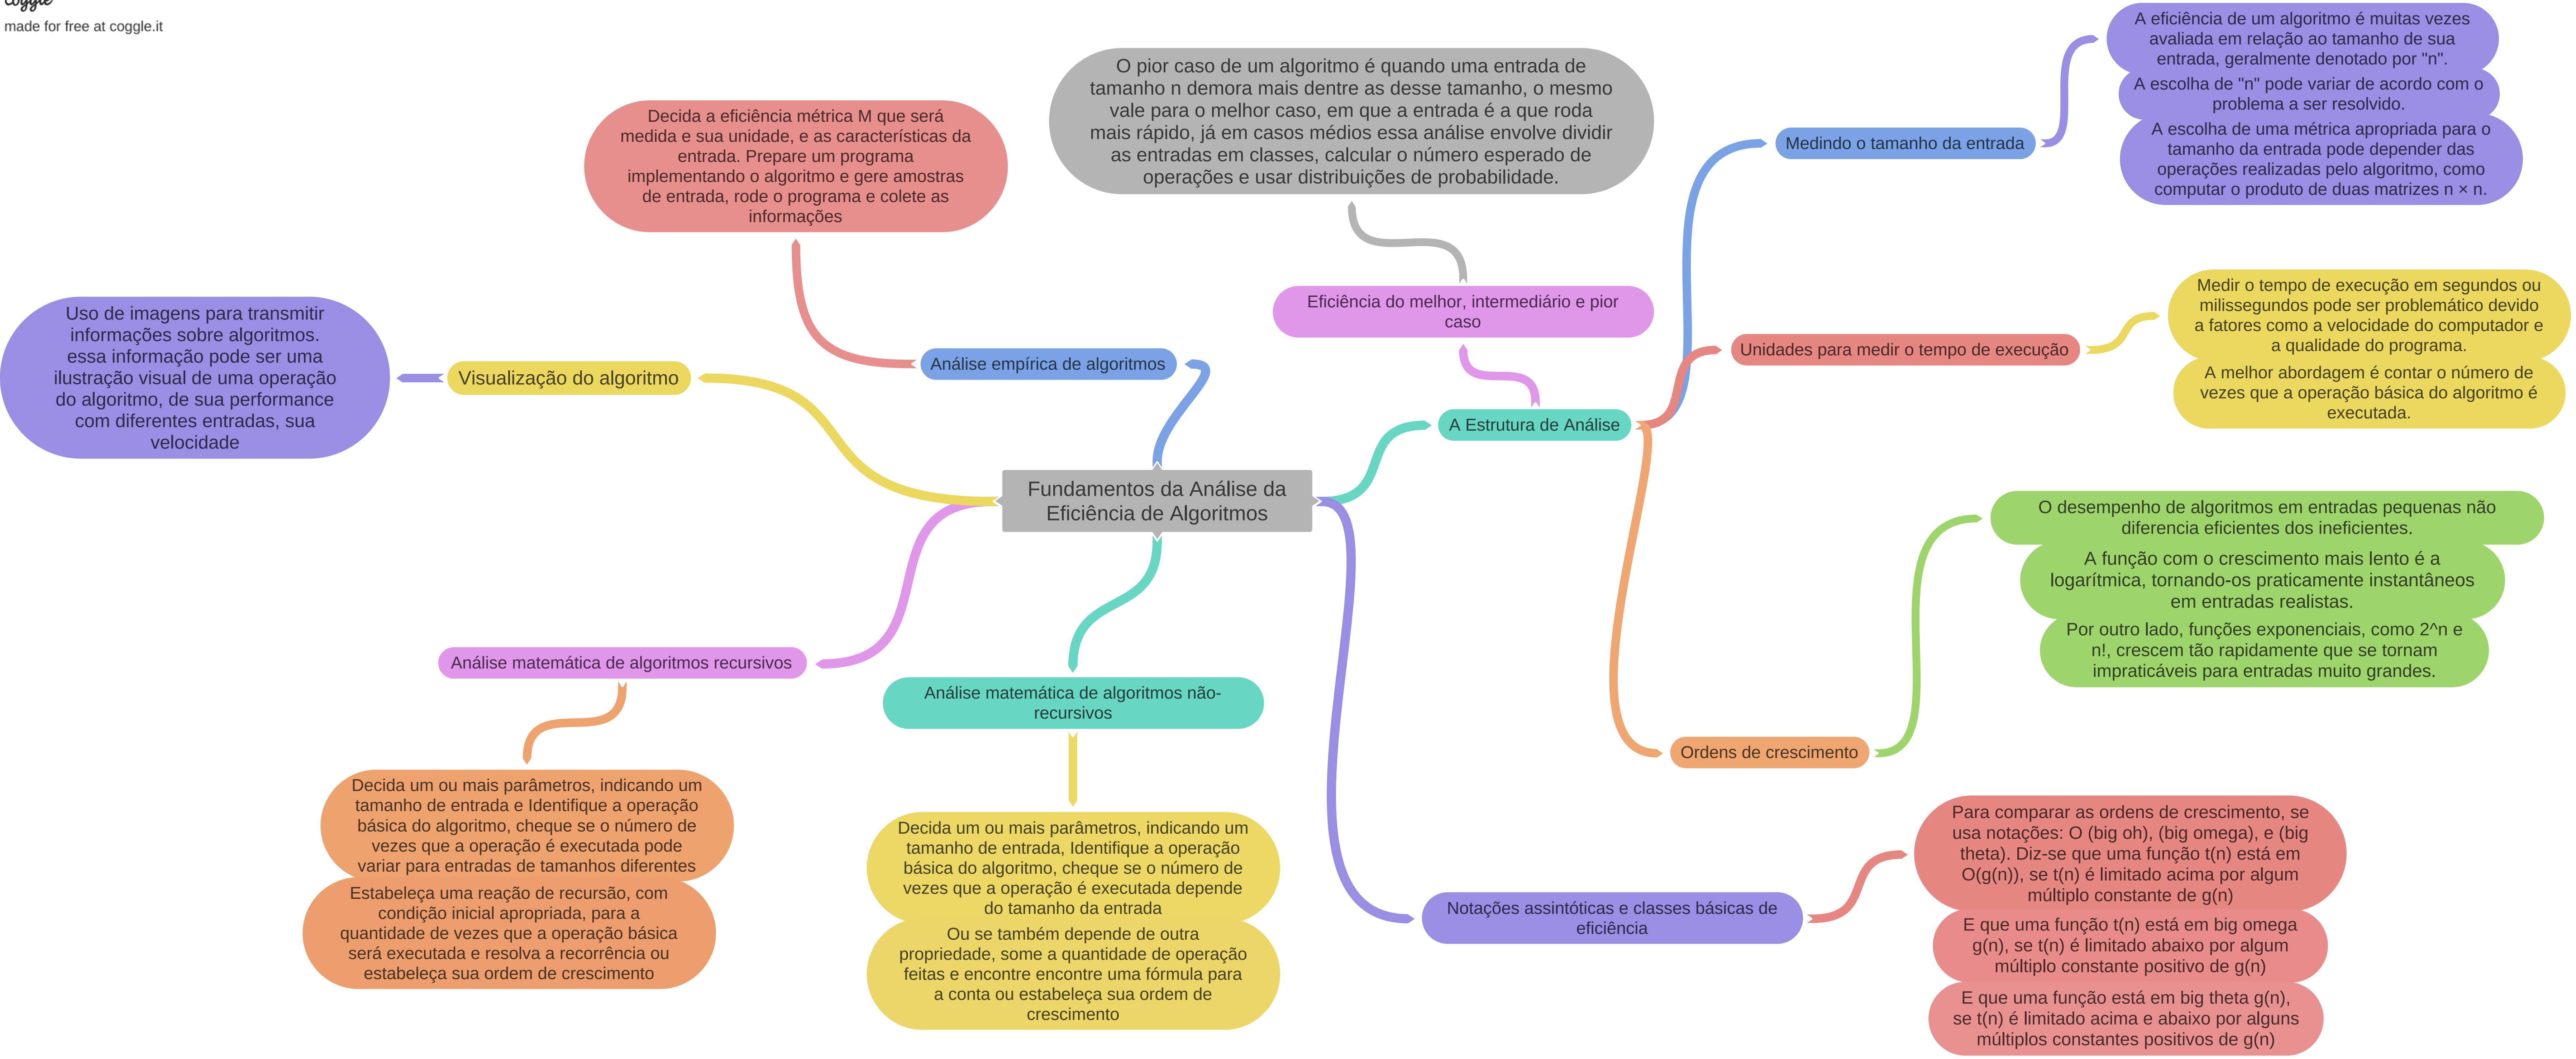 coggle
made for free at coggle.it
Fundamentos da Análise da
Eficiência de Algoritmos
Análise empírica de algoritmos
Decida a eficiência métrica M que será
medida e sua unidade, e as características da
entrada. Prepare um programa
implementando o algoritmo e gere amostras
de entrada, rode o programa e colete as
informações
Visualização do algoritmo
Uso de imagens para transmitir
informações sobre algoritmos.
essa informação pode ser uma
ilustração visual de uma operação
do algoritmo, de sua performance
com diferentes entradas, sua
velocidade
Análise matemática de algoritmos recursivos
Decida um ou mais parâmetros, indicando um
tamanho de entrada e Identifique a operação
básica do algoritmo, cheque se o número de
vezes que a operação é executada pode
variar para entradas de tamanhos diferentes
Estabeleça uma reação de recursão, com
condição inicial apropriada, para a
quantidade de vezes que a operação básica
será executada e resolva a recorrência ou
estabeleça sua ordem de crescimento
Análise matemática de algoritmos não-
recursivos
Decida um ou mais parâmetros, indicando um
tamanho de entrada, Identifique a operação
básica do algoritmo, cheque se o número de
vezes que a operação é executada depende
do tamanho da entrada
Ou se também depende de outra
propriedade, some a quantidade de operação
feitas e encontre encontre uma fórmula para
a conta ou estabeleça sua ordem de
crescimento
A Estrutura de Análise
Eficiência do melhor, intermediário e pior
caso
O pior caso de um algoritmo é quando uma entrada de
tamanho n demora mais dentre as desse tamanho, o mesmo
vale para o melhor caso, em que a entrada é a que roda
mais rápido, já em casos médios essa análise envolve dividir
as entradas em classes, calcular o número esperado de
operações e usar distribuições de probabilidade.
Medindo o tamanho da entrada
A eficiência de um algoritmo é muitas vezes
avaliada em relação ao tamanho de sua
entrada, geralmente denotado por "n".
A escolha de "n" pode variar de acordo com o
problema a ser resolvido.
A escolha de uma métrica apropriada para o
tamanho da entrada pode depender das
operações realizadas pelo algoritmo, como
computar o produto de duas matrizes n × n.
Unidades para medir o tempo de execução
Medir o tempo de execução em segundos ou
milissegundos pode ser problemático devido
a fatores como a velocidade do computador e
a qualidade do programa.
A melhor abordagem é contar o número de
vezes que a operação básica do algoritmo é
executada.
Ordens de crescimento
O desempenho de algoritmos em entradas pequenas não
diferencia eficientes dos ineficientes.
A função com o crescimento mais lento é a
logarítmica, tornando-os praticamente instantâneos
em entradas realistas.
Por outro lado, funções exponenciais, como 2^n e
n!, crescem tão rapidamente que se tornam
impraticáveis para entradas muito grandes.
Notações assintóticas e classes básicas de
eficiência
Para comparar as ordens de crescimento, se
usa notações: O (big oh), (big omega), e (big
theta). Diz-se que uma função t(n) está em
O(g(n)), se t(n) é limitado acima por algum
múltiplo constante de g(n)
E que uma função t(n) está em big omega
g(n), se t(n) é limitado abaixo por algum
múltiplo constante positivo de g(n)
E que uma função está em big theta g(n),
se t(n) é limitado acima e abaixo por alguns
múltiplos constantes positivos de g(n)